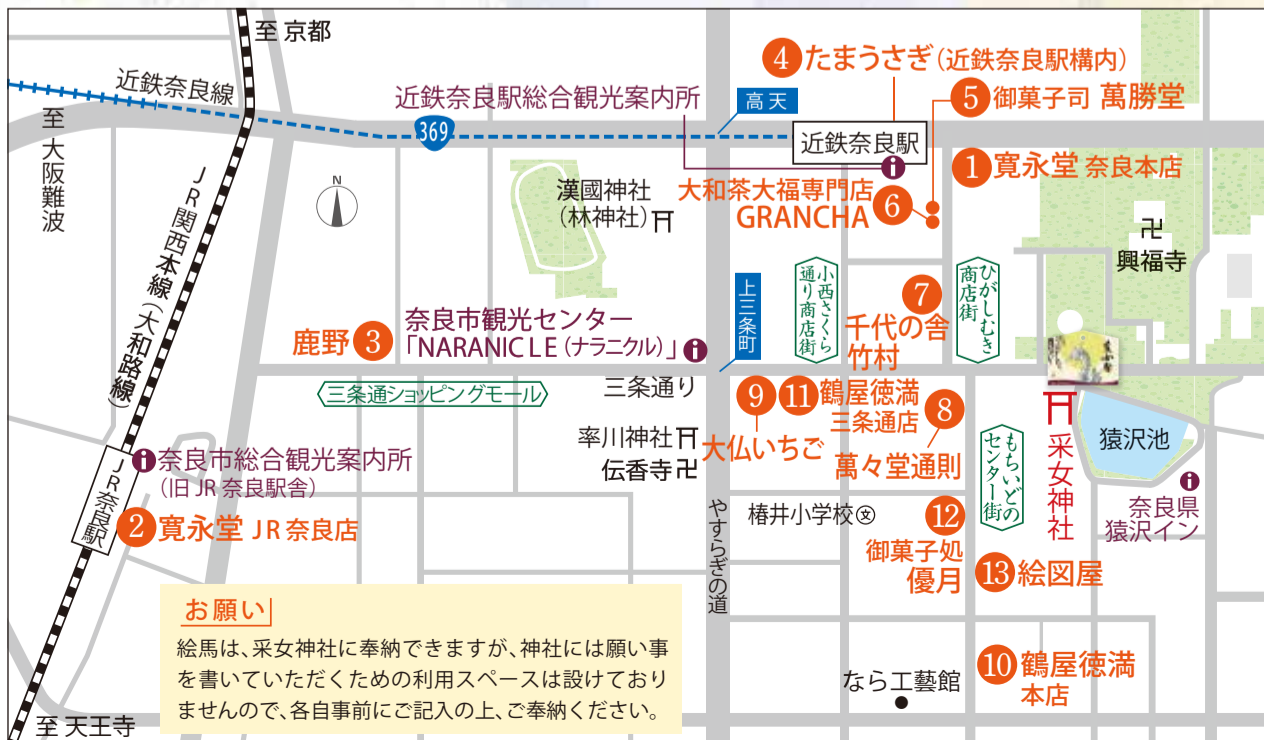 至 京都
近鉄奈良線
至 大阪難波
JR関西本線(大和路線)
369
近鉄奈良駅総合観光案内所
高天
4 たまうさぎ(近鉄奈良駅構内)
5 御菓子司 萬勝堂
近鉄奈良駅
1 寛永堂 奈良本店
N
漢國神社
(林神社)
大和茶大福専門店
GRANCHA 6
卍
興福寺
小西さくら
通り商店街
ひがしむき
商店街
上三条町
7
千代の舎
竹村
鹿野 3
奈良市観光センター
「NARANICLE(ナラニクル)」
三条通ショッピングモール
三条通り
9
大仏いちご
11 鶴屋徳満
三条通店
8
萬々堂通則
率川神社
伝香寺卍
もちいどの
センター街
采女神社
猿沢池
奈良県
猿沢イン
奈良市総合観光案内所
(旧JR奈良駅舎)
JR奈良駅
2 寛永堂 JR奈良店
やすらぎの道
椿井小学校文
12
御菓子処
優月
13 絵図屋
10 鶴屋徳満
本店
なら工藝館
お願い
絵馬は、采女神社に奉納できますが、神社には願い事
を書いていただくための利用スペースは設けており
ませんので、各自事前にご記入の上、ご奉納ください。
至 天王寺